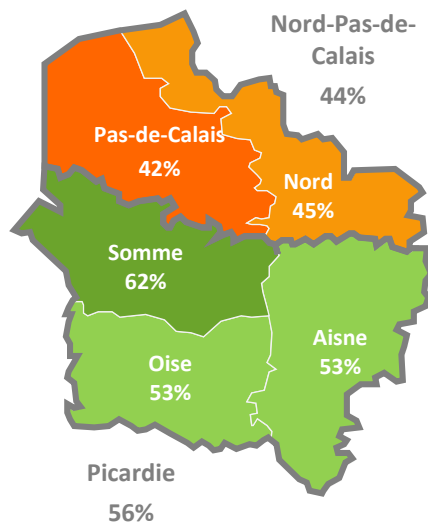 Nord-Pas-de-
Calais
44%
Pas-de-Calais
42%
Nord
45%
Somme
62%
Aisne
53%
Oise
53%
Picardie
56%